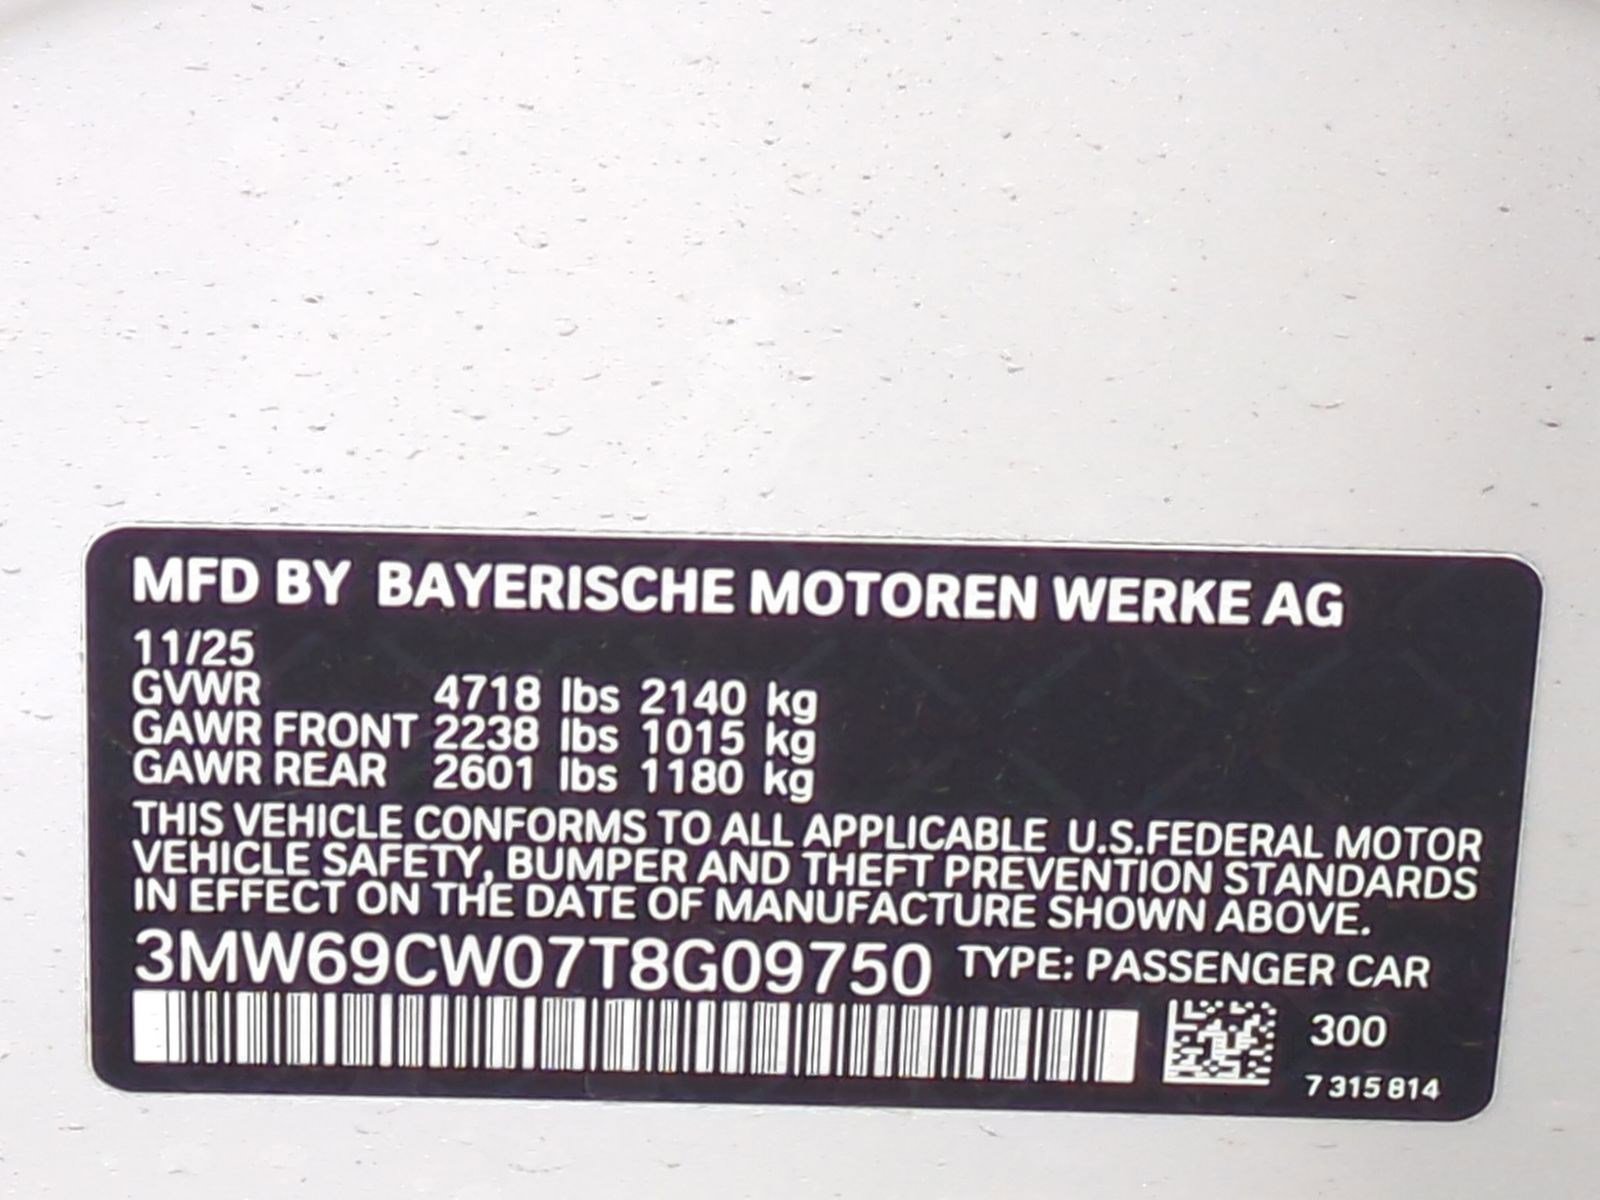 MFD BY BAYERISCHE MOTOREN WERKE AG
11/25
GVWR 4718 lbs 2140 kg
GAWR FRONT 2238 lbs 1015 kg
GAWR REAR 2601 lbs 1180 kg
THIS VEHICLE CONFORMS TO ALL APPLICABLE U.S.FEDERAL MOTOR
VEHICLE SAFETY, BUMPER AND THEFT PREVENTION STANDARDS
IN EFFECT ON THE DATE OF MANUFACTURE SHOWN ABOVE.
3MW69CW07T8G09750 TYPE: PASSENGER CAR
300
7 315 814